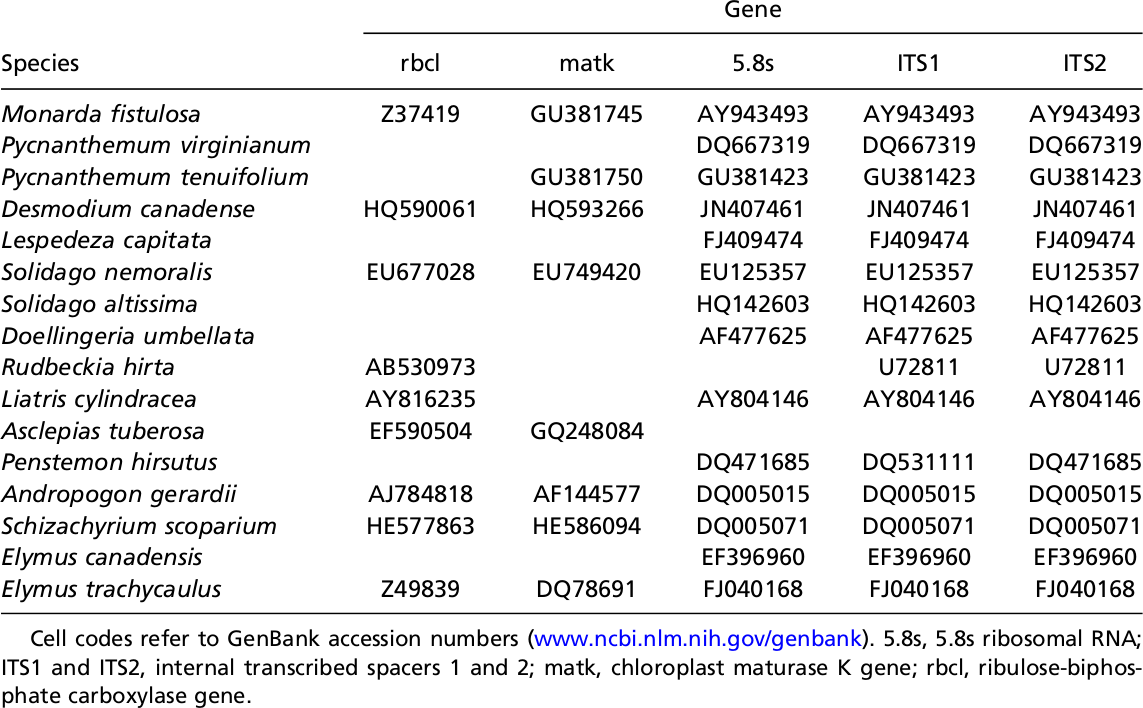 Gene
Species rbcl matk 5.8s ITS1 ITS2
Monarda fistulosa Z37419 GU381745 AY943493 AY943493 AY943493
Pycnanthemum virginianum DQ667319 DQ667319 DQ667319
Pycnanthemum tenuifolium GU381750 GU381423 GU381423 GU381423
Desmodium canadense HQ590061 HQ593266 JN407461 JN407461 JN407461
Lespedeza capitata FJ409474 FJ409474 FJ409474
Solidago nemoralis EU677028 EU749420 EU125357 EU125357 EU125357
Solidago altissima HQ142603 HQ142603 HQ142603
Doellingeria umbellata AF477625 AF477625 AF477625
Rudbeckia hirta AB530973 U72811 U72811
Liatris cylindracea AY816235 AY804146 AY804146 AY804146
Asclepias tuberosa EF590504 GQ248084
Penstemon hirsutus DQ471685 DQ531111 DQ471685
Andropogon gerardii AJ784818 AF144577 DQ005015 DQ005015 DQ005015
Schizachyrium scoparium HE577863 HE586094 DQ005071 DQ005071 DQ005071
Elymus canadensis EF396960 EF396960 EF396960
Elymus trachycaulus Z49839 DQ78691 FJ040168 FJ040168 FJ040168
Cell codes refer to GenBank accession numbers (www.ncbi.nlm.nih.gov/genbank). 5.8s, 5.8s ribosomal RNA;
ITS1 and ITS2, internal transcribed spacers 1 and 2; matk, chloroplast maturase K gene; rbcl, ribulose-biphos-
phate carboxylase gene.